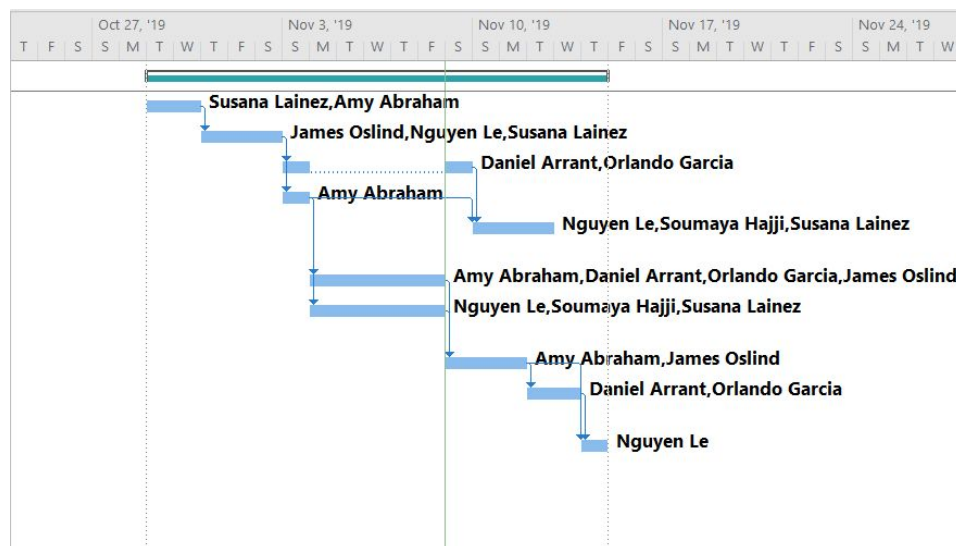 Oct 27, '19 Nov 3, '19 Nov 10, '19 Nov 17, '19 Nov 24, '19
T F S S M T W T F S S M T W T F S S M T W T F S S M T W T F S S M T W
Susana Lainez,Amy Abraham
James Oslind,Nguyen Le,Susana Lainez
Daniel Arrant,Orlando Garcia
Amy Abraham
Nguyen Le,Soumaya Hajji,Susana Lainez
Amy Abraham,Daniel Arrant,Orlando Garcia,James Oslind
Nguyen Le,Soumaya Hajji,Susana Lainez
Amy Abraham,James Oslind
Daniel Arrant,Orlando Garcia
Nguyen Le